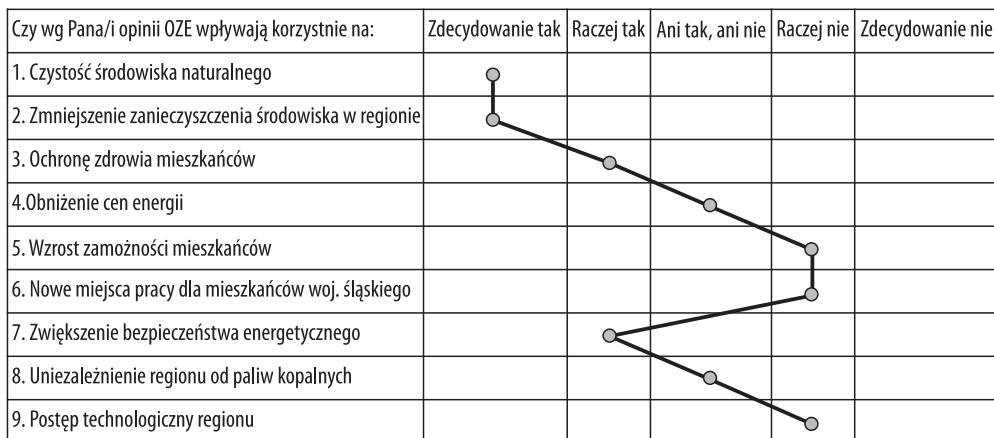 Czy wg Pana/i opinii OZE wpływają korzystnie na: Zdecydowanie tak Raczej tak Ani tak, ani nie Raczej nie Zdecydowanie nie
1. Czystość środowiska naturalnego
2. Zmniejszenie zanieczyszczenia środowiska w regionie
3. Ochronę zdrowia mieszkańców
4.Obniżenie cen energii
5. Wzrost zamożności mieszkańców
6. Nowe miejsca pracy dla mieszkańców woj. śląskiego
7. Zwiększenie bezpieczeństwa energetycznego
8. Uniezależnienie regionu od paliw kopalnych
9. Postęp technologiczny regionu